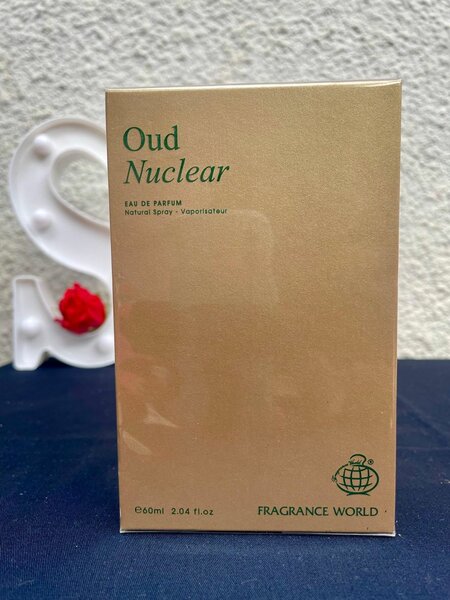 Oud
Nuclear
EAU DE PARFUM
Natural Spray - Vaporisateur
℮60ml 2.04 fl.oz
FRAGRANCE WORLD